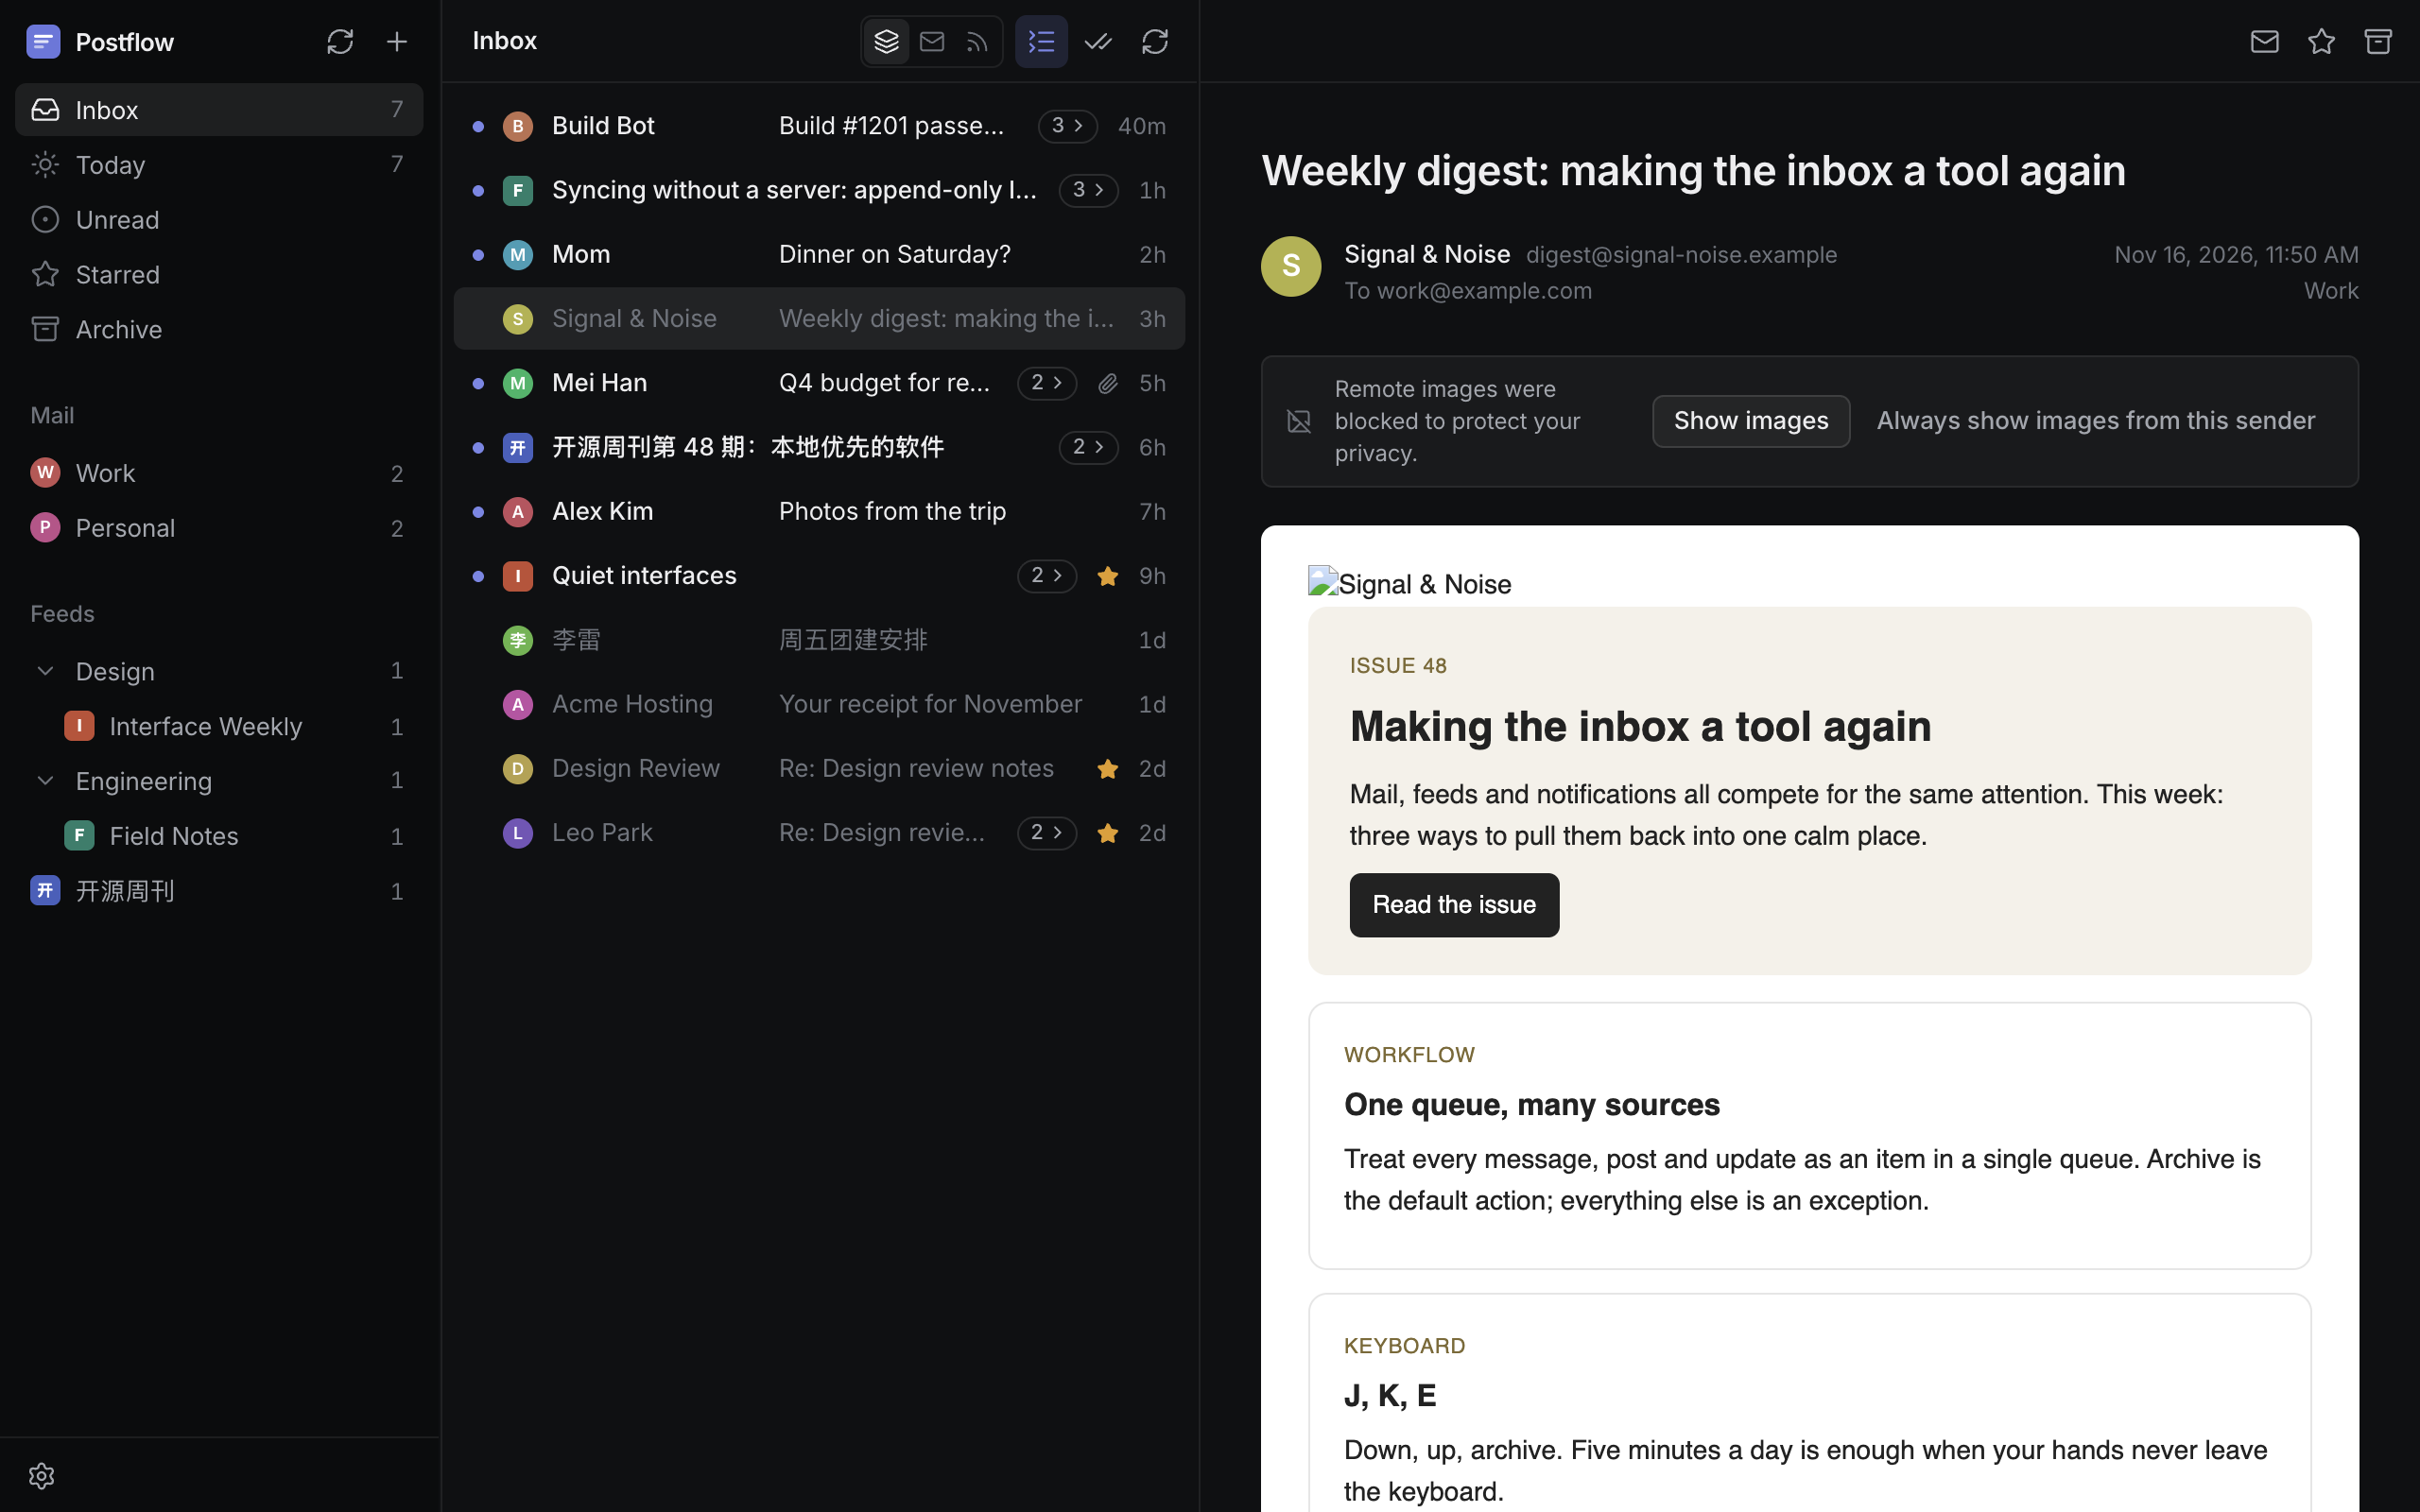 Postflow
Inbox 7
Today 7
Unread
Starred
Archive
Mail
W Work 2
P Personal 2
Feeds
Design 1
I Interface Weekly 1
Engineering 1
F Field Notes 1
开 开源周刊 1
Inbox
B Build Bot Build #1201 passe... 3 40m
F Syncing without a server: append-only l... 3 1h
M Mom Dinner on Saturday? 2h
S Signal & Noise Weekly digest: making the i... 3h
M Mei Han Q4 budget for re... 2 5h
开 开源周刊第 48 期：本地优先的软件 2 6h
A Alex Kim Photos from the trip 7h
I Quiet interfaces 2 9h
李 李雷 周五团建安排 1d
A Acme Hosting Your receipt for November 1d
D Design Review Re: Design review notes 2d
L Leo Park Re: Design revie... 2 2d
Weekly digest: making the inbox a tool again
S Signal & Noise digest@signal-noise.example Nov 16, 2026, 11:50 AM
To work@example.com Work
Remote images were
blocked to protect your
privacy.
Show images Always show images from this sender
Signal & Noise
ISSUE 48
Making the inbox a tool again
Mail, feeds and notifications all compete for the same attention. This week:
three ways to pull them back into one calm place.
Read the issue
WORKFLOW
One queue, many sources
Treat every message, post and update as an item in a single queue. Archive is
the default action; everything else is an exception.
KEYBOARD
J, K, E
Down, up, archive. Five minutes a day is enough when your hands never leave
the keyboard.